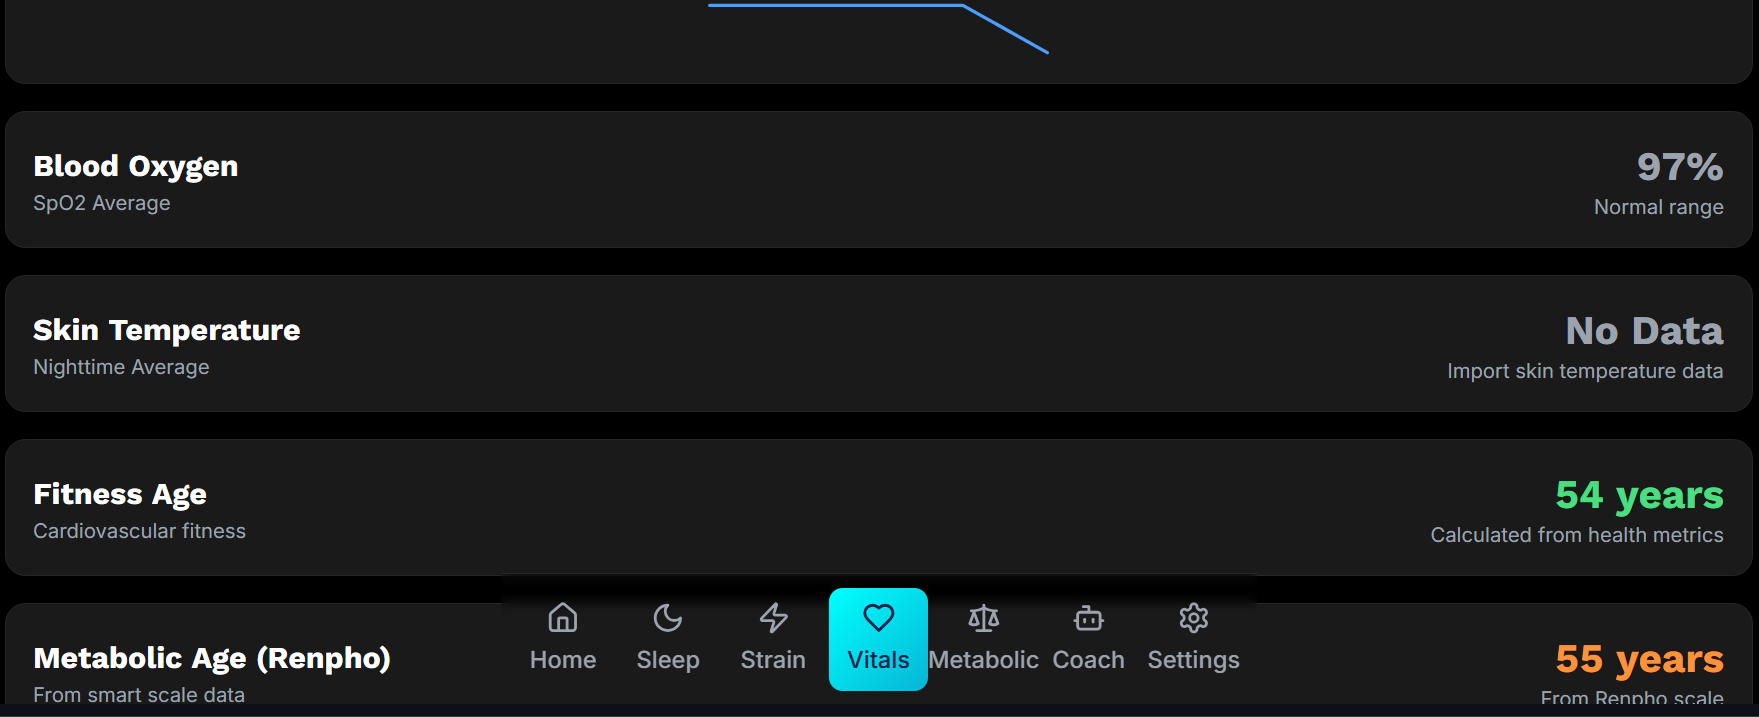 Blood Oxygen
SpO2 Average
97%
Normal range
Skin Temperature
Nighttime Average
No Data
Import skin temperature data
Fitness Age
Cardiovascular fitness
54 years
Calculated from health metrics
Metabolic Age (Renpho)
From smart scale data
55 years
From Renpho scale
Home
Sleep
Strain
Vitals
Metabolic
Coach
Settings